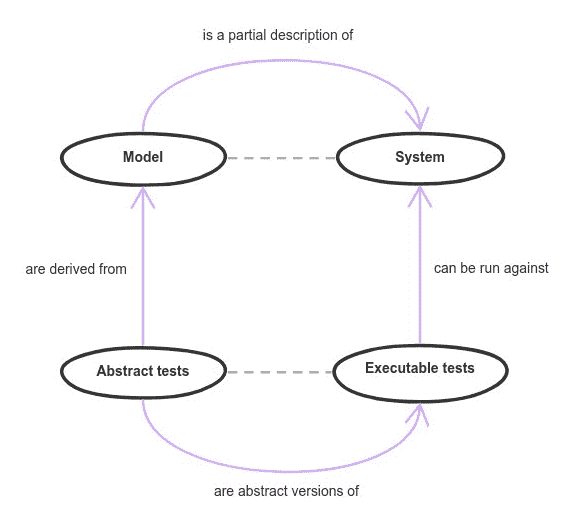 is a partial description of
Model
System
are derived from
can be run against
Abstract tests
Executable tests
are abstract versions of